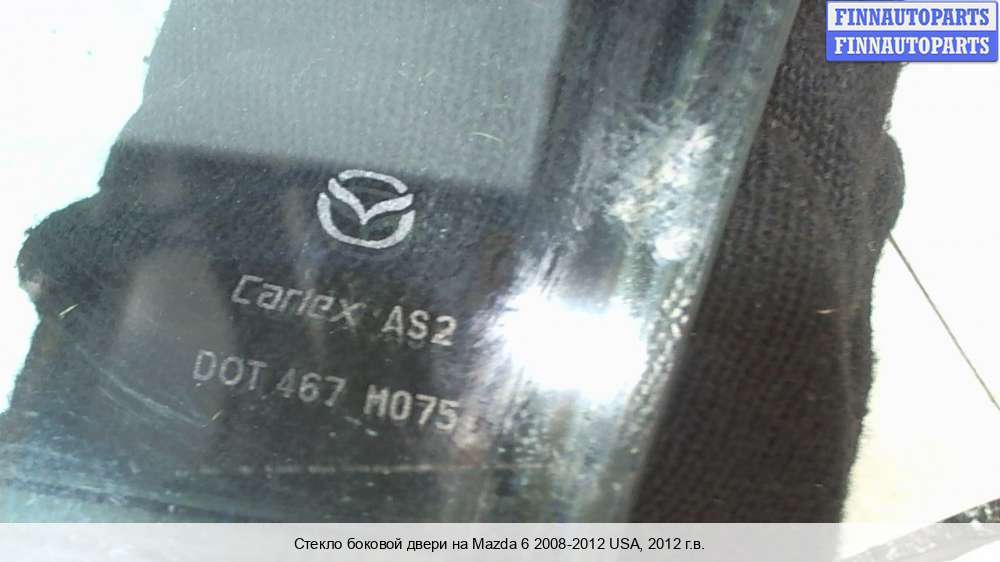 FINNAUTOPARTS
FINNAUTOPARTS
Carlex AS2
DOT 467 M075
Стекло боковой двери на Mazda 6 2008-2012 USA, 2012 г.в.